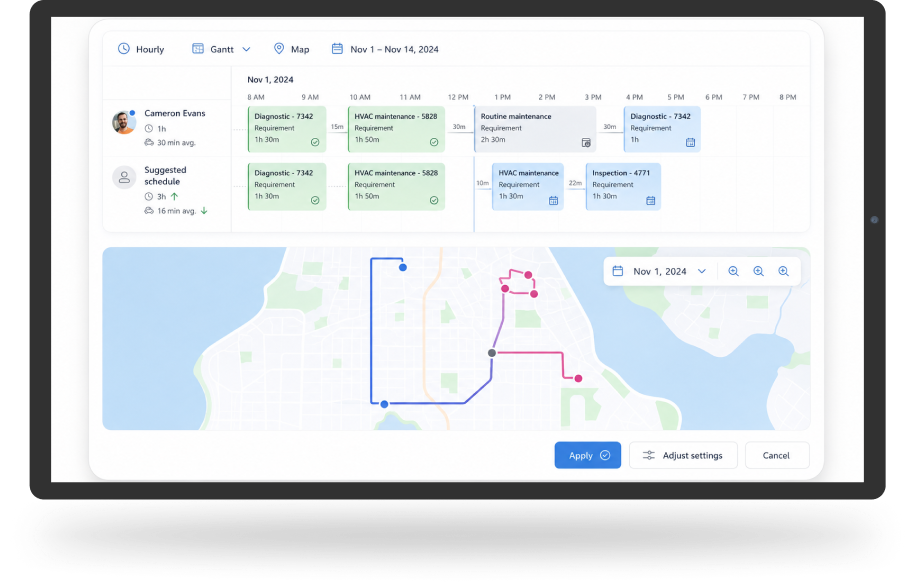 Hourly
Gantt
Map
Nov 1 – Nov 14, 2024
Nov 1, 2024
8 AM
9 AM
10 AM
11 AM
12 PM
1 PM
2 PM
3 PM
4 PM
5 PM
6 PM
7 PM
8 PM
Cameron Evans
1h
30 min avg.
Diagnostic - 7342
Requirement
1h 30m
15m
HVAC maintenance - 5828
Requirement
1h 50m
30m
Routine maintenance
Requirement
2h 30m
30m
Diagnostic - 7342
Requirement
1h
Suggested
schedule
3h
16 min avg.
Diagnostic - 7342
Requirement
1h 30m
HVAC maintenance - 5828
Requirement
1h 50m
10m
HVAC maintenance
Requirement
1h 30m
22m
Inspection - 4771
Requirement
1h 30m
Nov 1, 2024
Apply
Adjust settings
Cancel